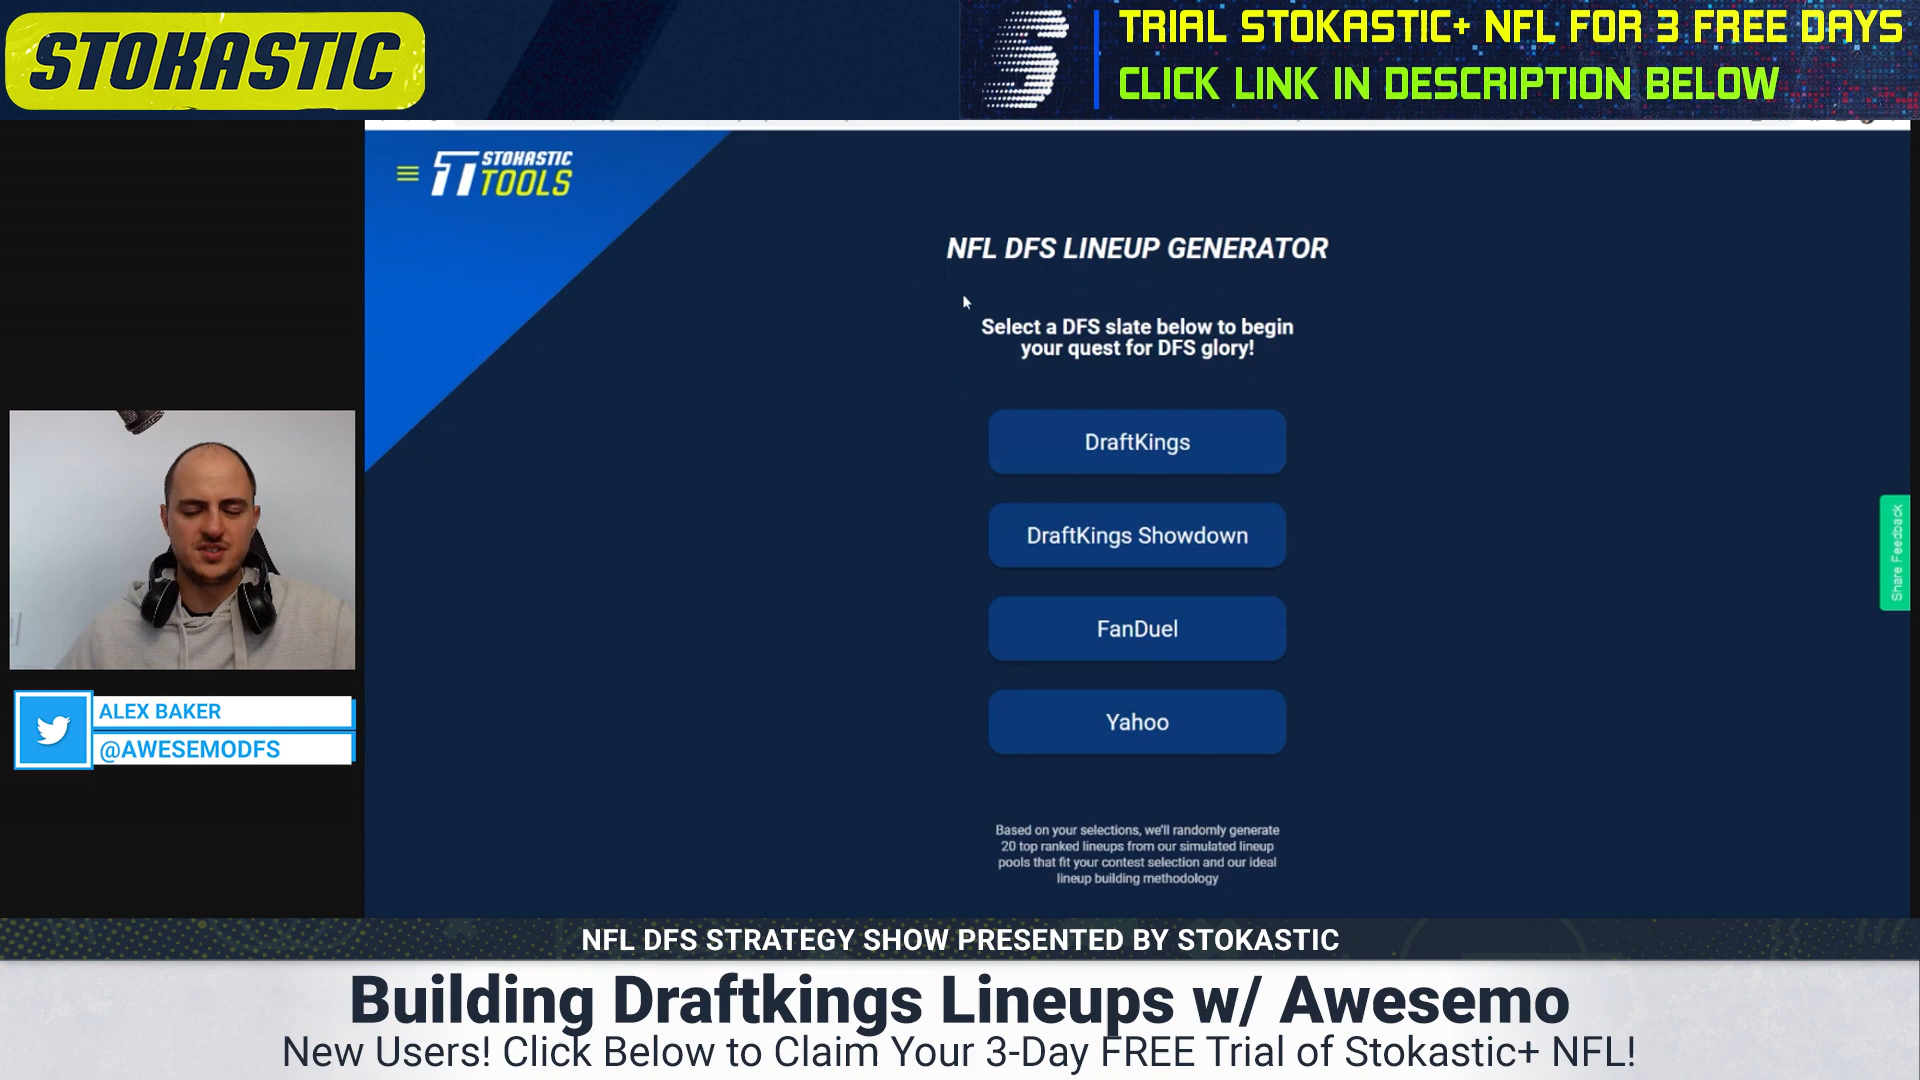 STOKASTIC
TRIAL STOKASTIC+ NFL FOR 3 FREE DAYS
CLICK LINK IN DESCRIPTION BELOW
STOKASTIC
TOOLS
NFL DFS LINEUP GENERATOR
Select a DFS slate below to begin
your quest for DFS glory!
DraftKings
DraftKings Showdown
FanDuel
Yahoo
Based on your selections, we'll randomly generate
20 top ranked lineups from our simulated lineup
pools that fit your contest selection and our ideal
lineup building methodology
Share Feedback
ALEX BAKER
@AWESEMODFS
NFL DFS STRATEGY SHOW PRESENTED BY STOKASTIC
Building Draftkings Lineups w/ Awesemo
New Users! Click Below to Claim Your 3-Day FREE Trial of Stokastic+ NFL!